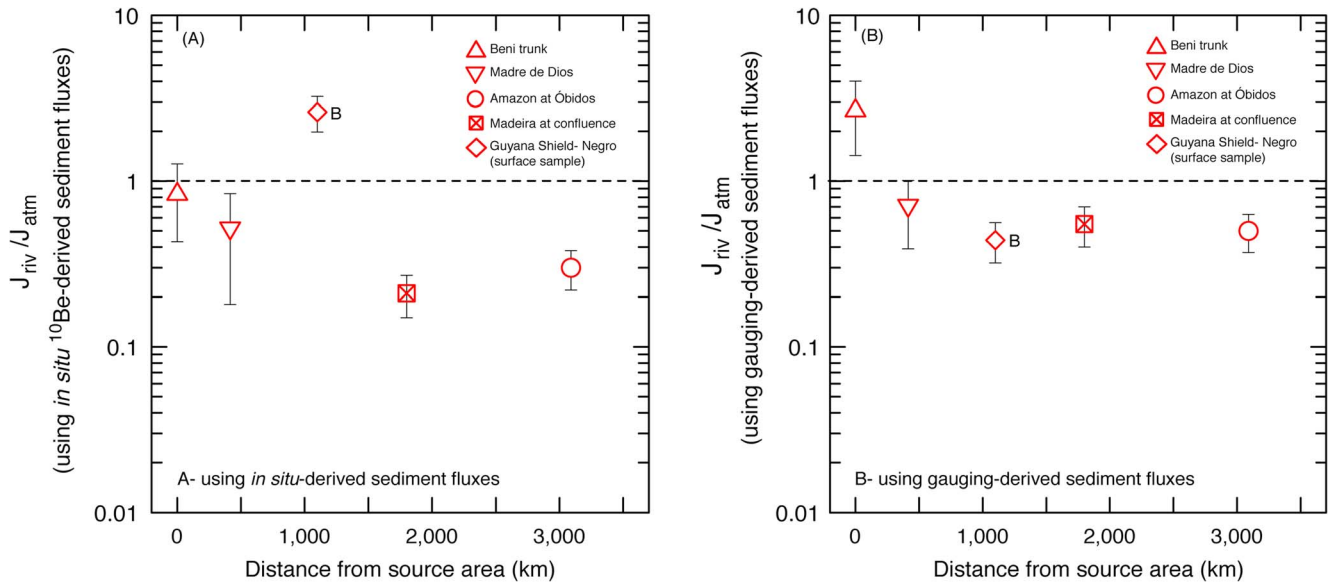 (A)
Beni trunk
Madre de Dios
Amazon at Óbidos
Madeira at confluence
Guyana Shield- Negro
(surface sample)
B
10
1
0.1
0.01
0
1,000
2,000
3,000
J_riv /J_atm
(using in situ ¹⁰Be-derived sediment fluxes)
A- using in situ-derived sediment fluxes
Distance from source area (km)
(B)
Beni trunk
Madre de Dios
Amazon at Óbidos
Madeira at confluence
Guyana Shield- Negro
(surface sample)
B
10
1
0.1
0.01
0
1,000
2,000
3,000
J_riv /J_atm
(using gauging-derived sediment fluxes)
B- using gauging-derived sediment fluxes
Distance from source area (km)